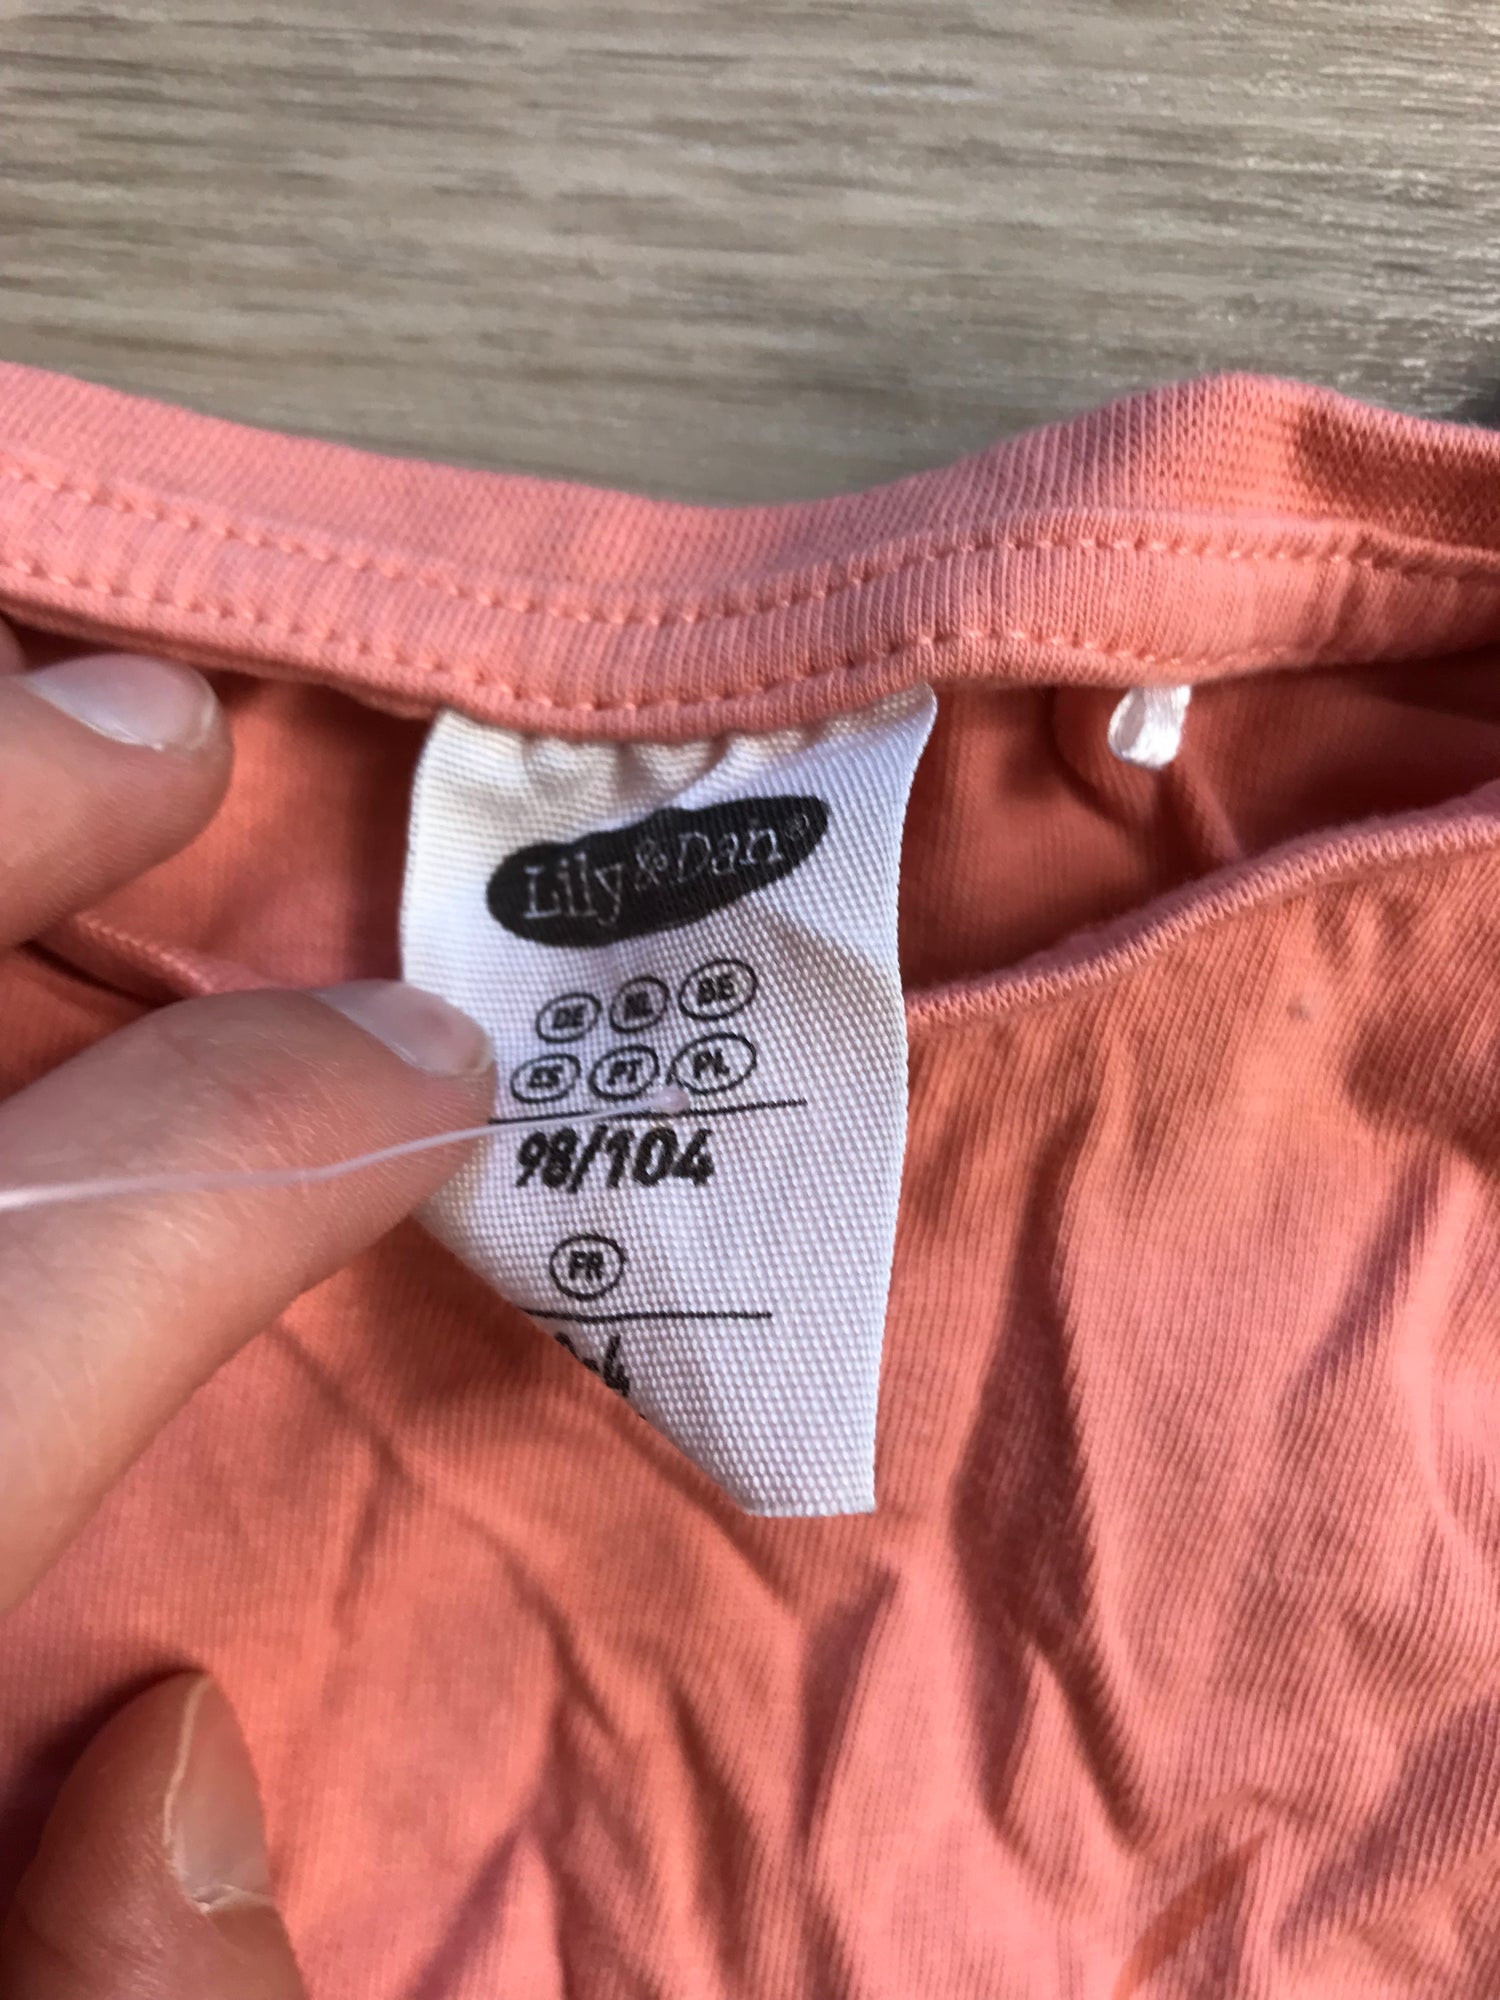 Lily & Dan®
DE NL BE
ES PT PL
98/104
FR